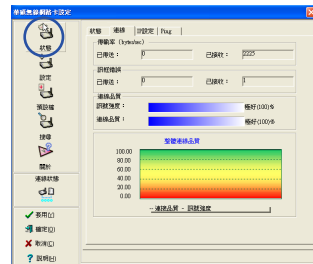 華威無線網路卡設定
狀態
設定
預設檔
搜尋
關於
連線狀態
套用(A)
確定(O)
取消(C)
說明(H)
狀態 連線 IP設定 Ping
傳輸率 (bytes/sec)
已傳送： 0 已接收： 2225
訊框錯誤
已傳送： 0 已接收： 1
連線品質
訊號強度： 極好(100)%
連線品質： 極好(100)%
整體連線品質
100.00
80.00
60.00
40.00
20.00
0.00
-- 連線品質 - 訊號強度